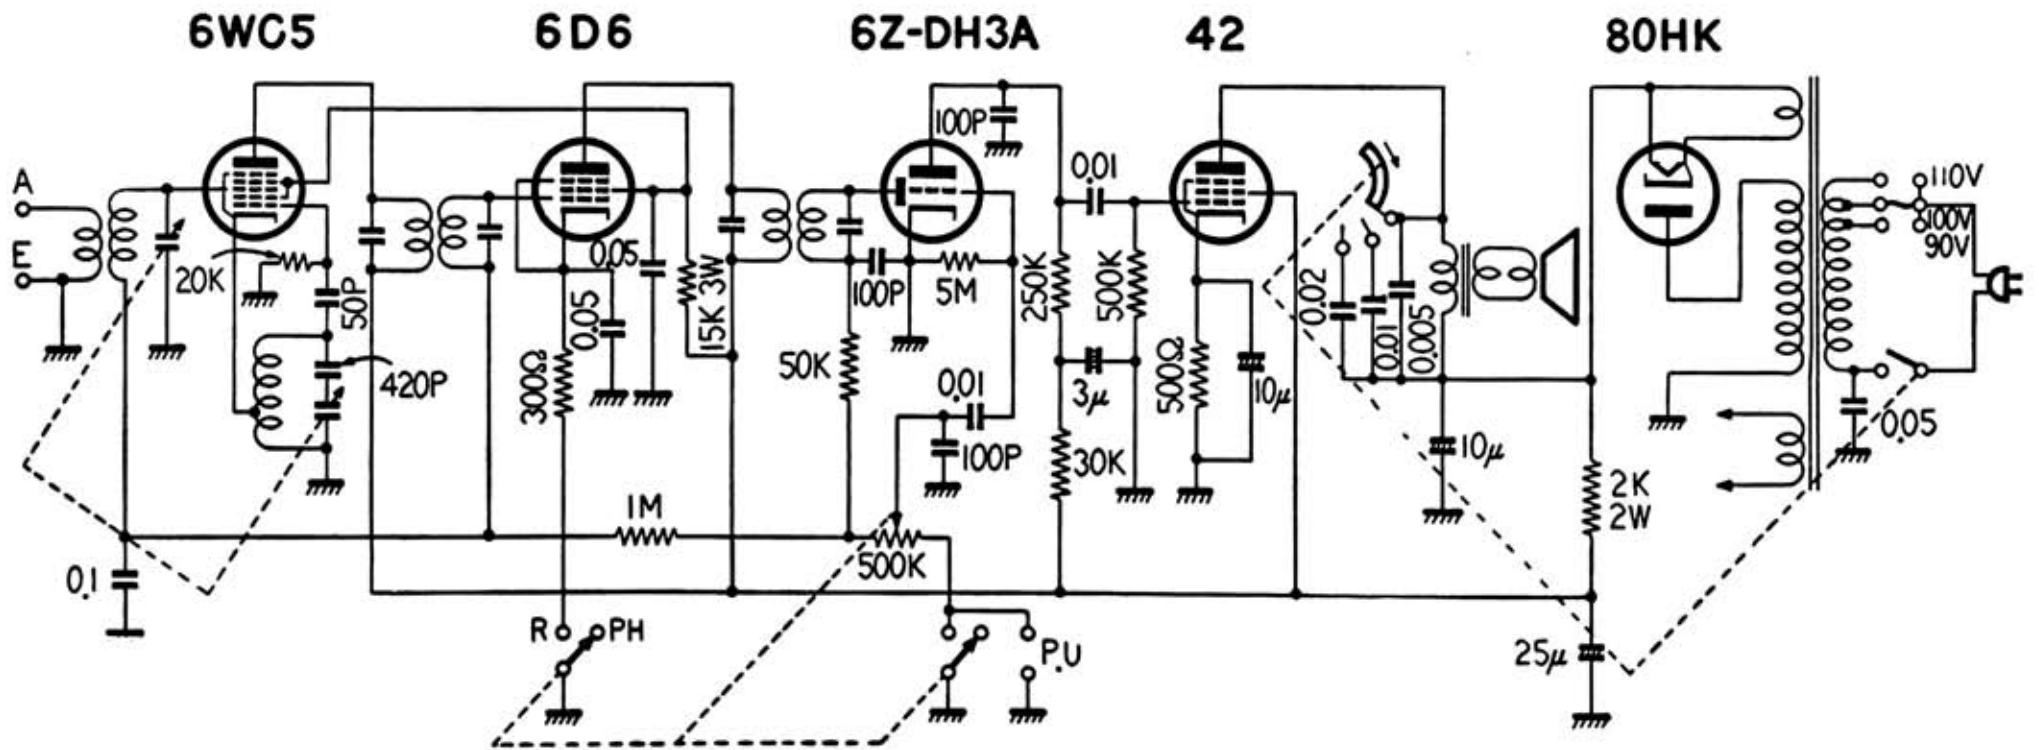 6WC5
6D6
6Z-DH3A
42
80HK
A
E
20K
50P
420P
0.1
300Ω
0.05
0.05
15K 3W
1M
R
PH
100P
100P
5M
50K
0.01
100P
500K
P.U
250K
0.01
500K
3μ
30K
500Ω
10μ
0.02
0.01
0.005
10μ
2K
2W
25μ
110V
100V
90V
0.05